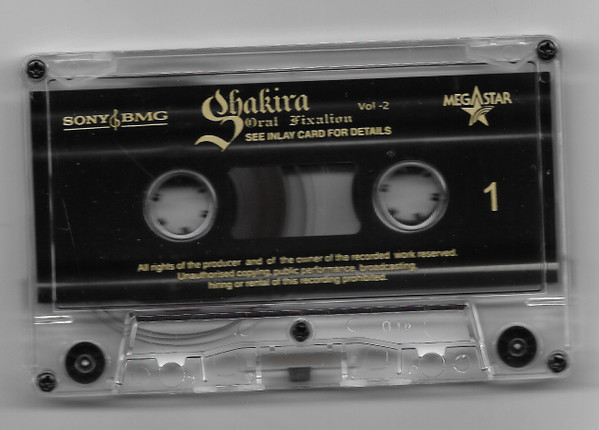 SONY BMG
Shakira
Oral Fixation Vol -2
SEE INLAY CARD FOR DETAILS
MEGASTAR
1
All rights of the producer and of the owner of the recorded work reserved.
Unauthorised copying, public performance, broadcasting,
hiring or rental of this recording prohibited.